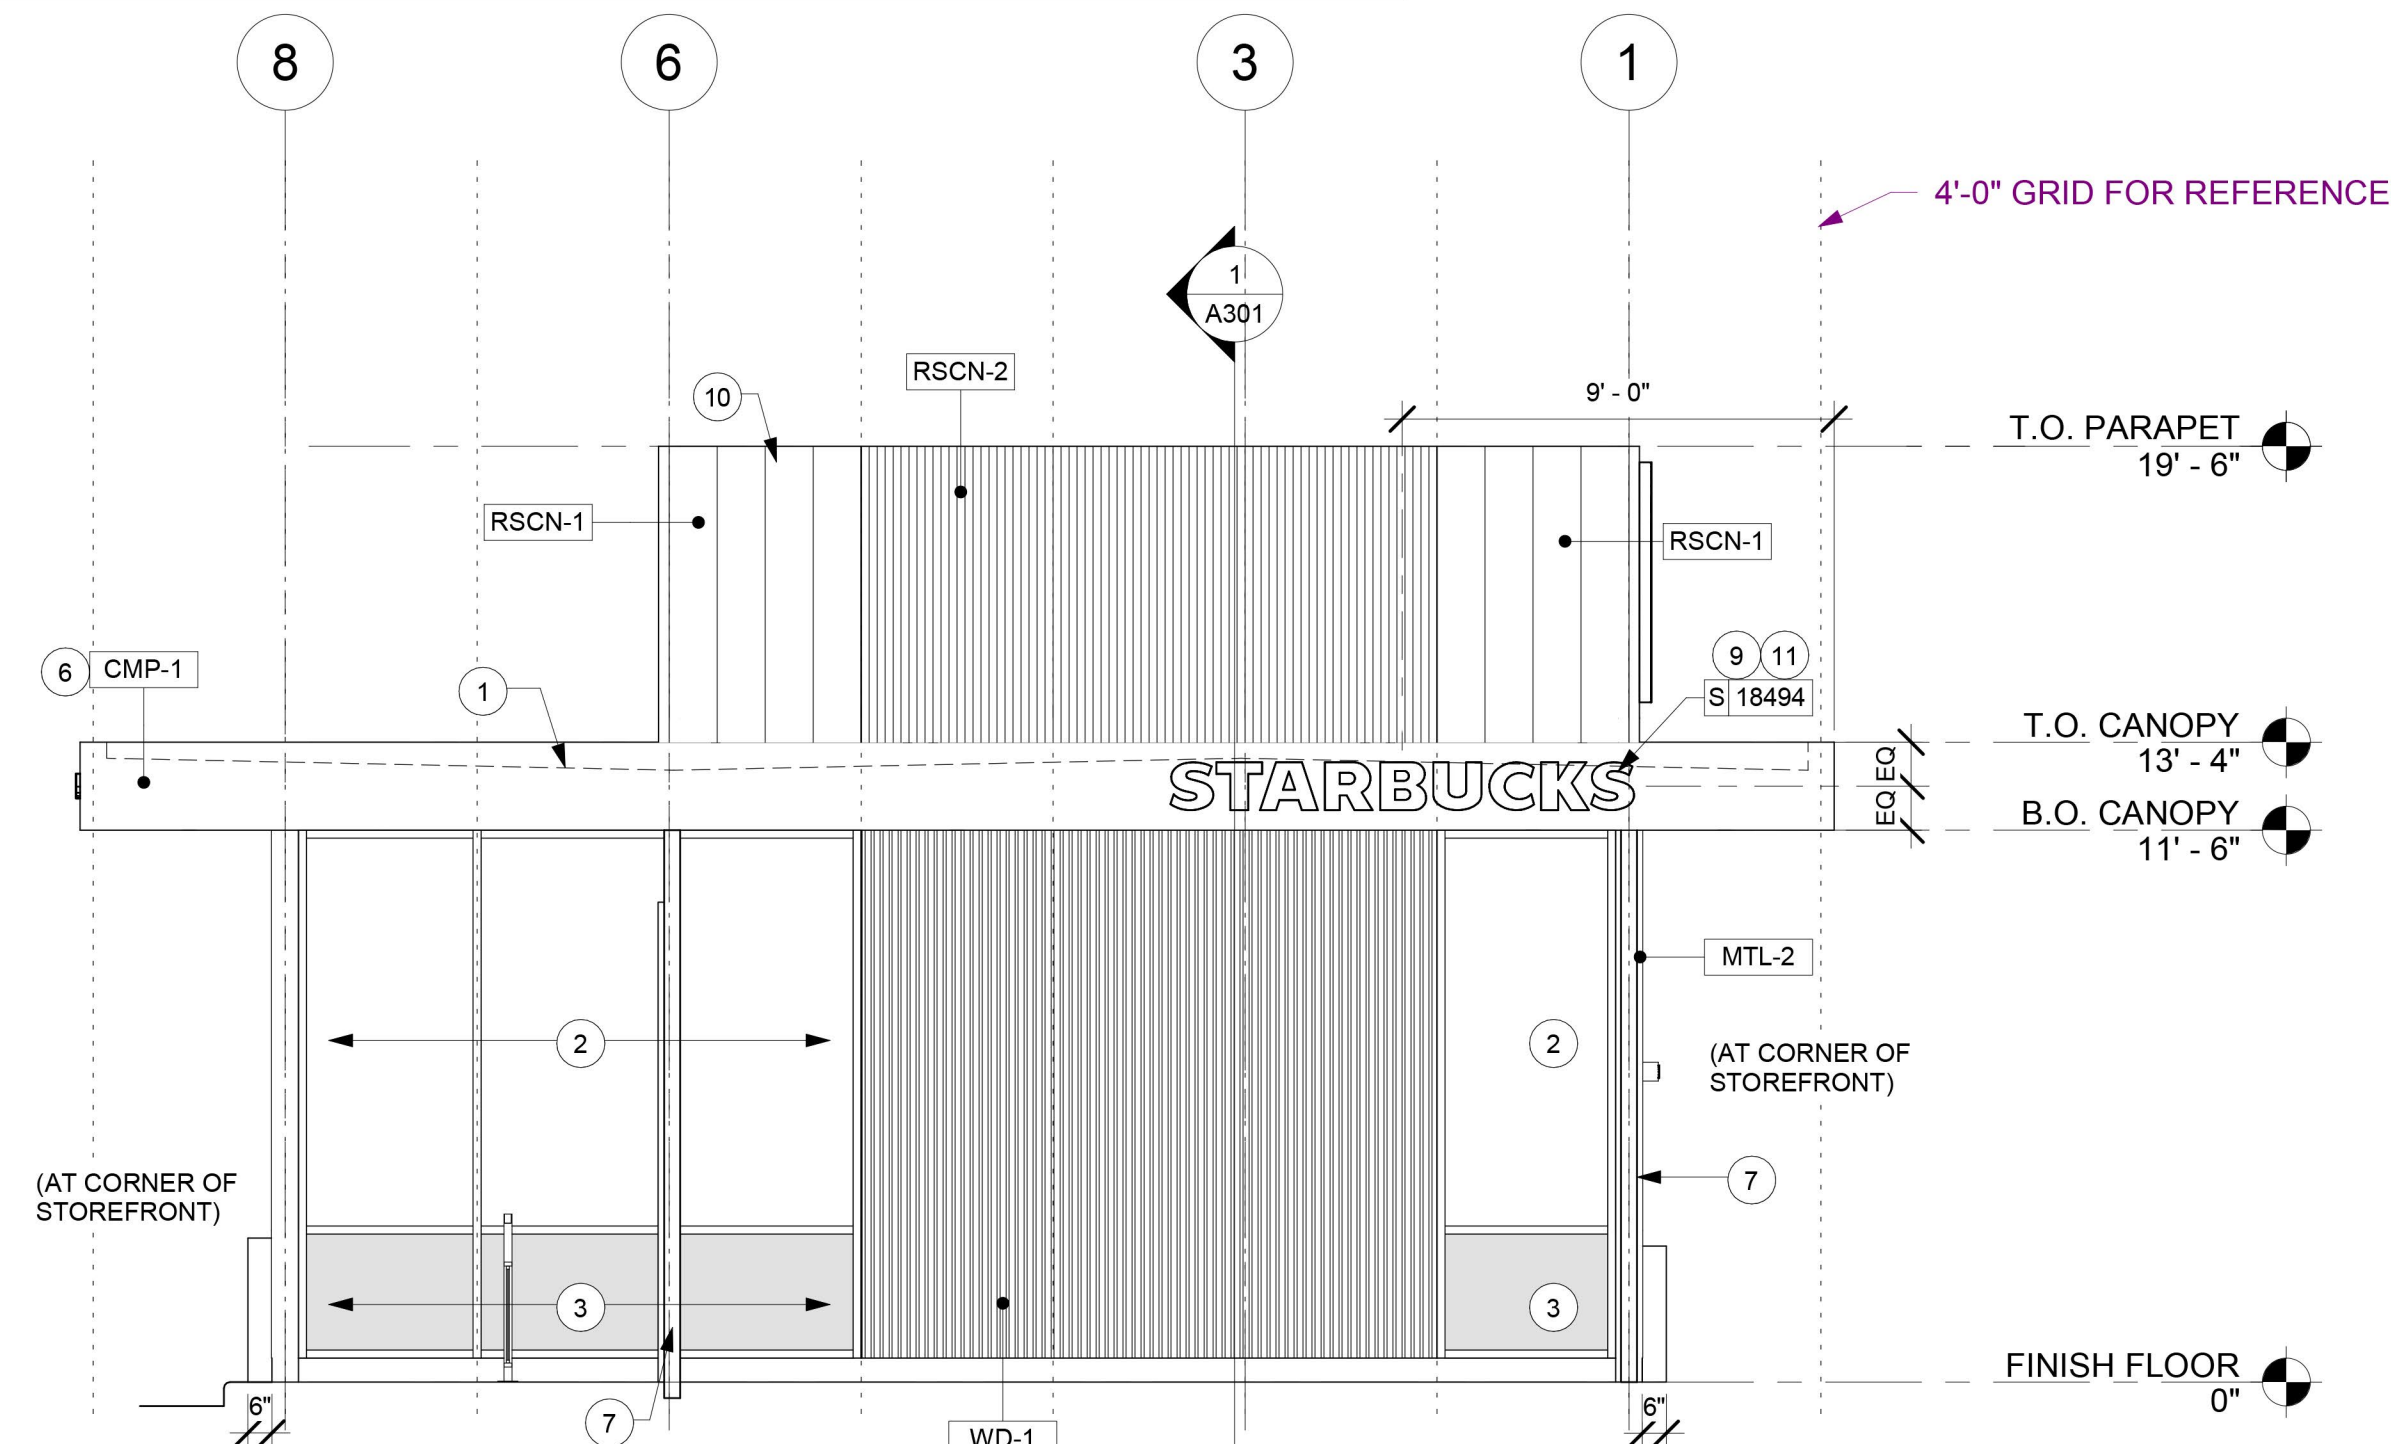 8
6
3
1
4'-0" GRID FOR REFERENCE
1
A301
RSCN-2
10
9' - 0"
T.O. PARAPET
19' - 6"
RSCN-1
RSCN-1
9 11
6 CMP-1
1
S 18494
T.O. CANOPY
13' - 4"
EQ
EQ
STARBUCKS
B.O. CANOPY
11' - 6"
MTL-2
2
2
(AT CORNER OF
STOREFRONT)
(AT CORNER OF
STOREFRONT)
7
3
3
FINISH FLOOR
0"
6"
6"
7
WD-1